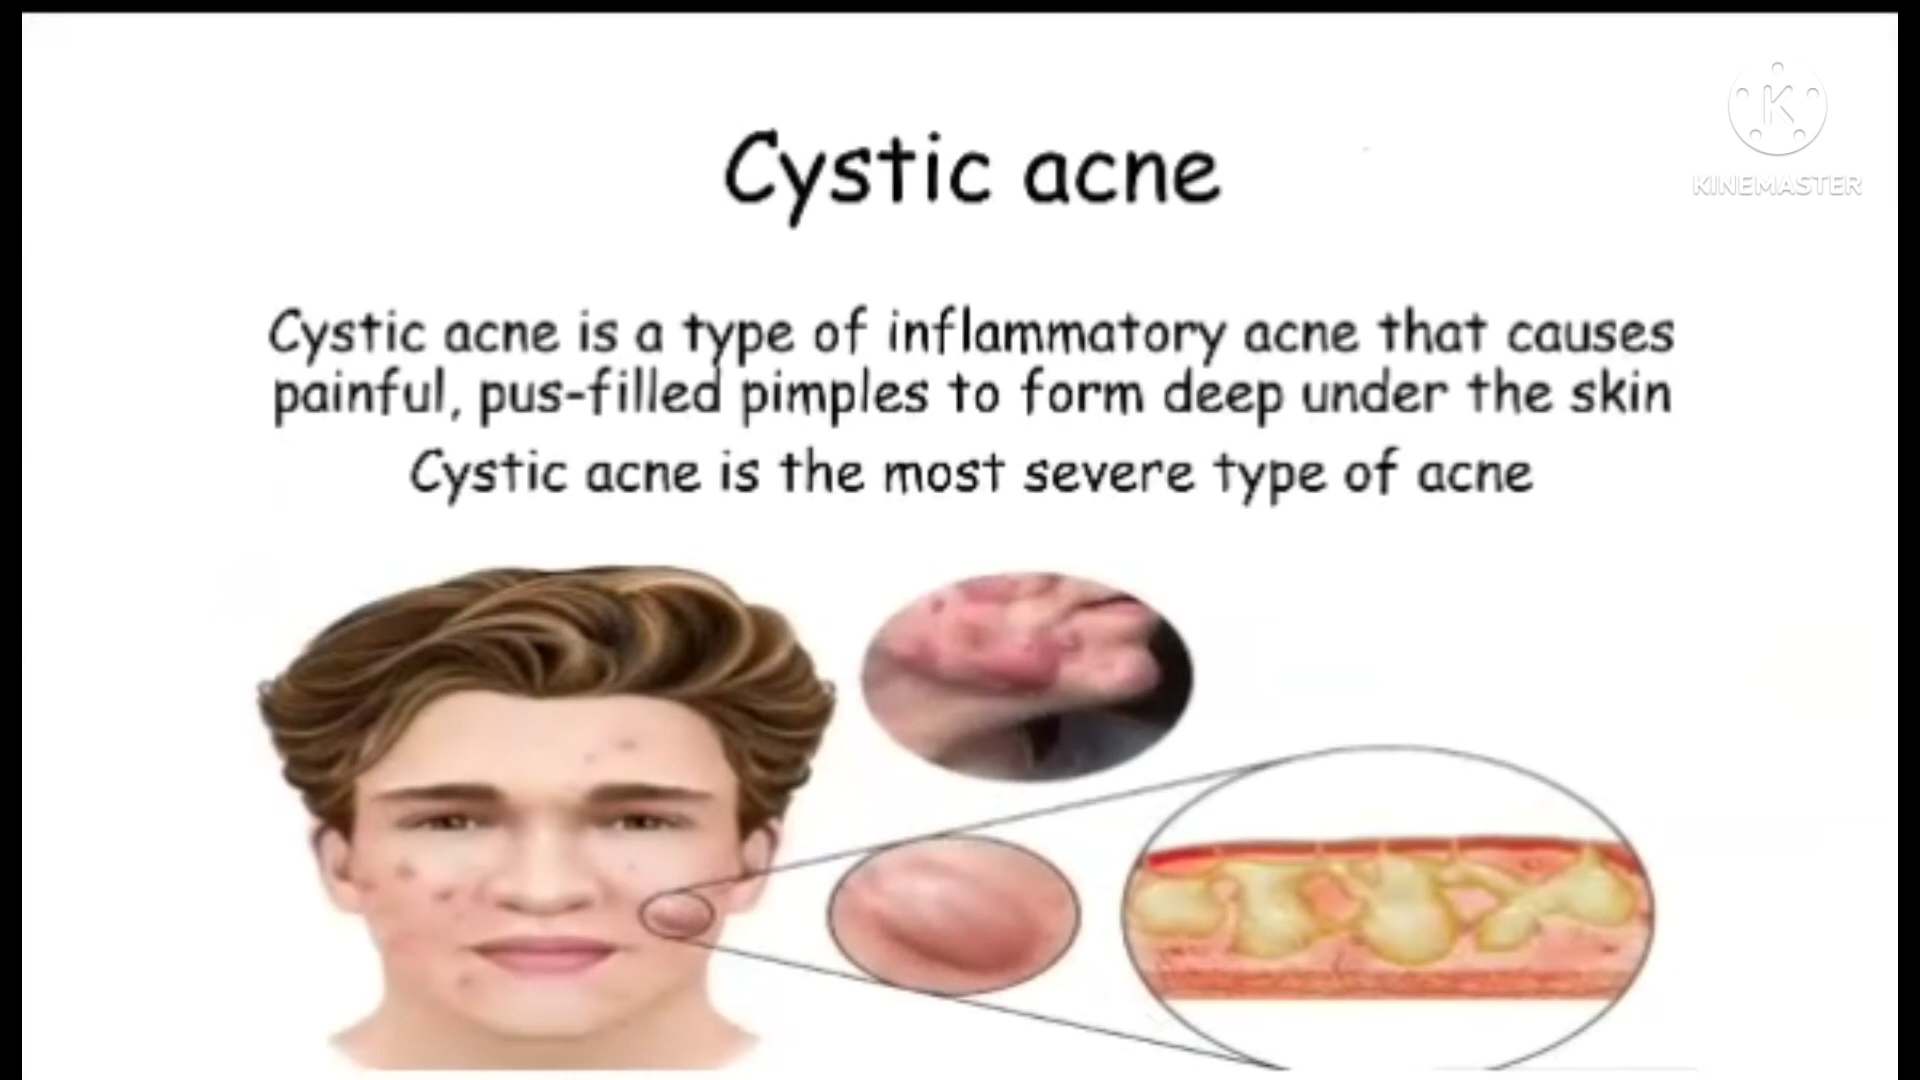 K
KINEMASTER
Cystic acne
Cystic acne is a type of inflammatory acne that causes
painful, pus-filled pimples to form deep under the skin
Cystic acne is the most severe type of acne